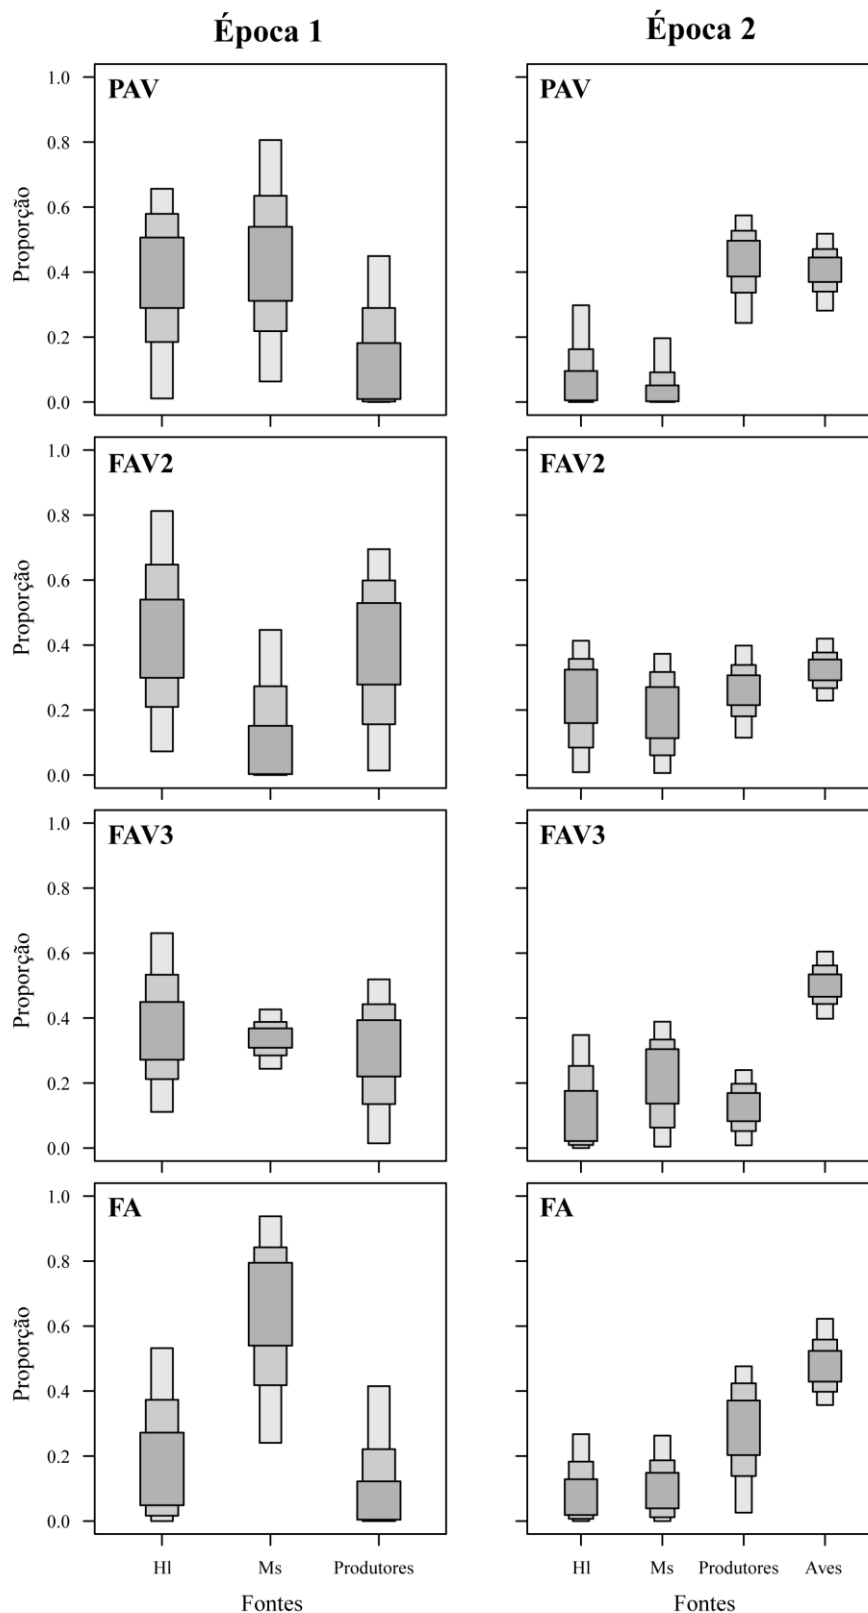 Época 1
Época 2
PAV
PAV
1.0
0.8
0.6
0.4
0.2
0.0
Proporção
FAV2
FAV2
1.0
0.8
0.6
0.4
0.2
0.0
Proporção
FAV3
FAV3
1.0
0.8
0.6
0.4
0.2
0.0
Proporção
FA
FA
1.0
0.8
0.6
0.4
0.2
0.0
Proporção
Hl Ms Produtores
Hl Ms Produtores Aves
Fontes
Fontes